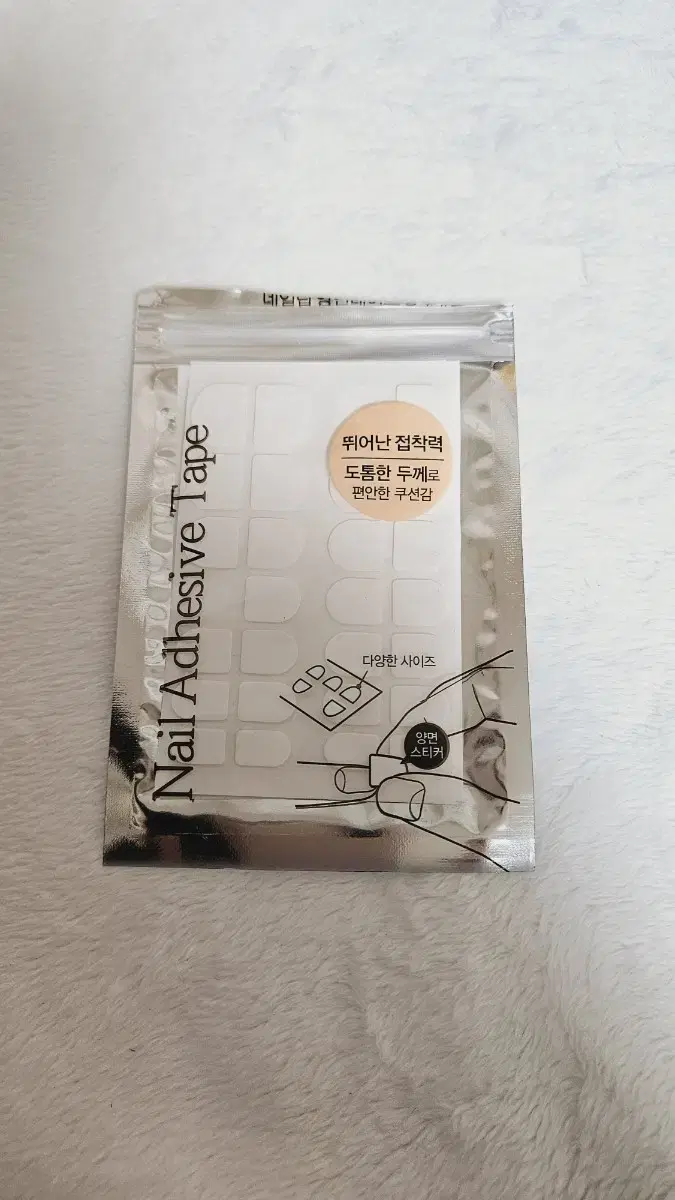 Nail Adhesive Tape
뛰어난 접착력
도톰한 두께로
편안한 쿠션감
다양한 사이즈
양면
스티커